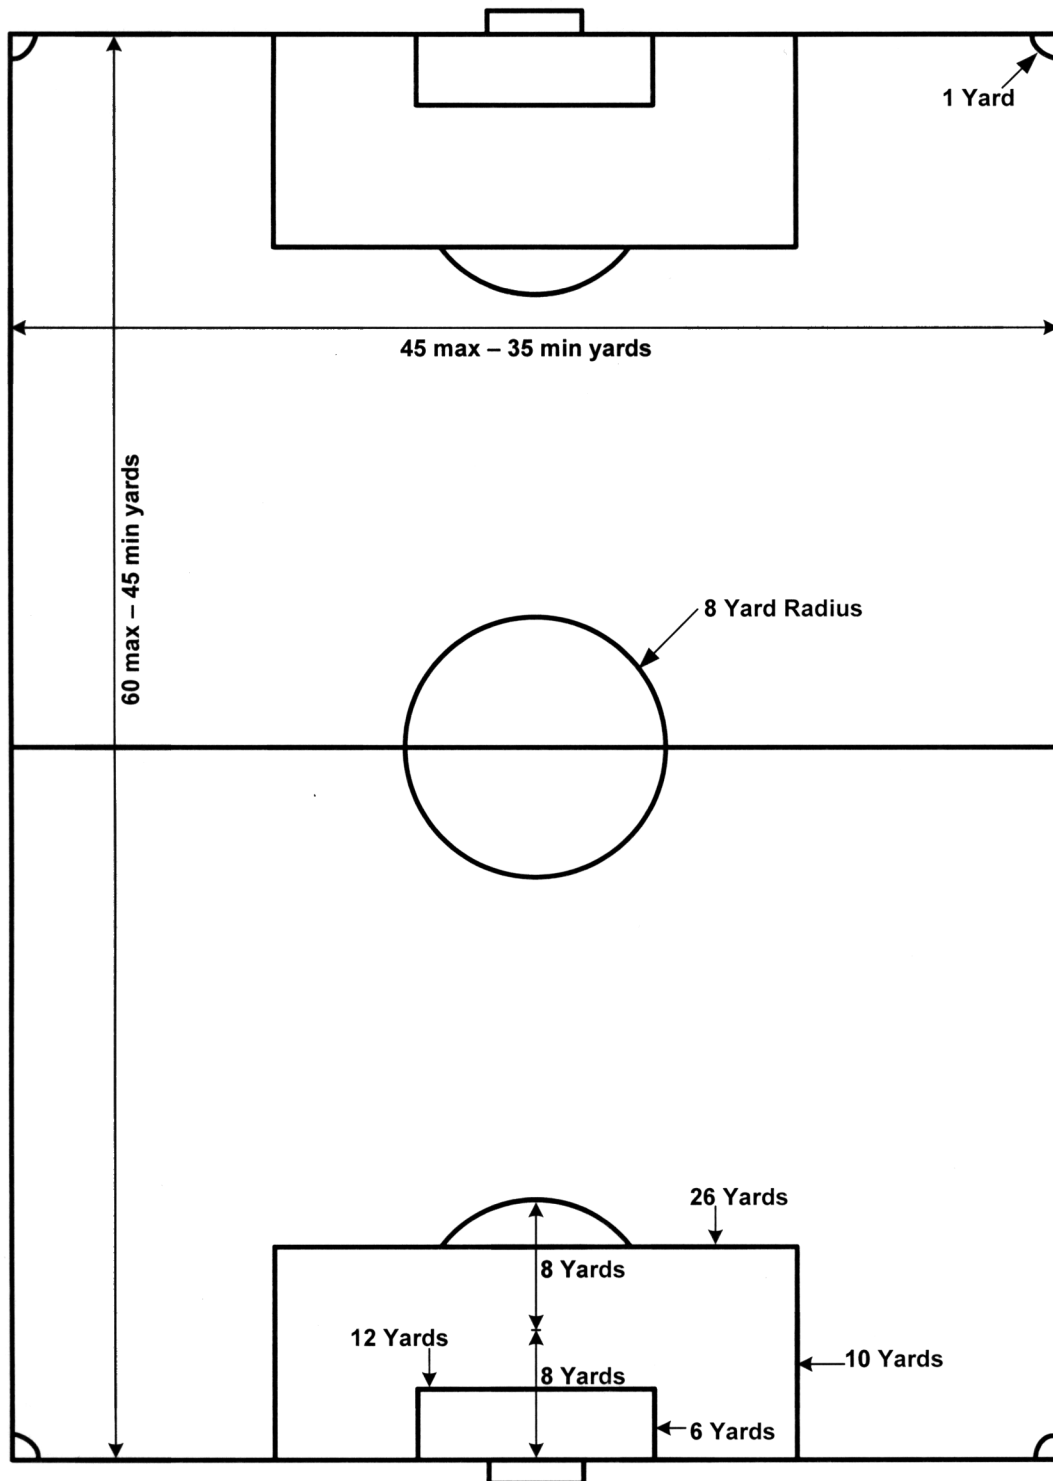 1 Yard
45 max – 35 min yards
60 max – 45 min yards
8 Yard Radius
26 Yards
8 Yards
12 Yards
10 Yards
8 Yards
6 Yards